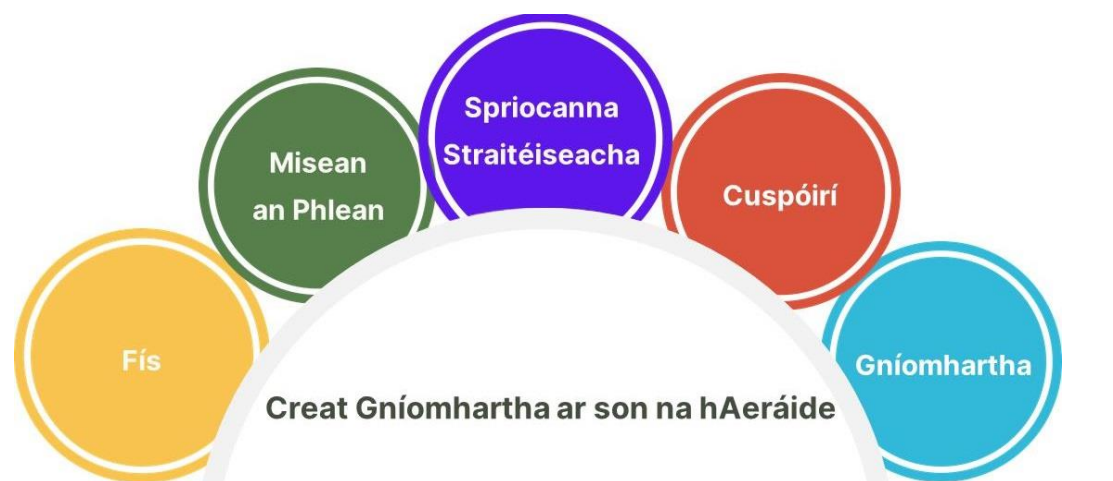 Fís
Misean
an Phlean
Spriocanna
Straitéiseacha
Cuspóirí
Gníomhartha
Creat Gníomhartha ar son na hAeráide